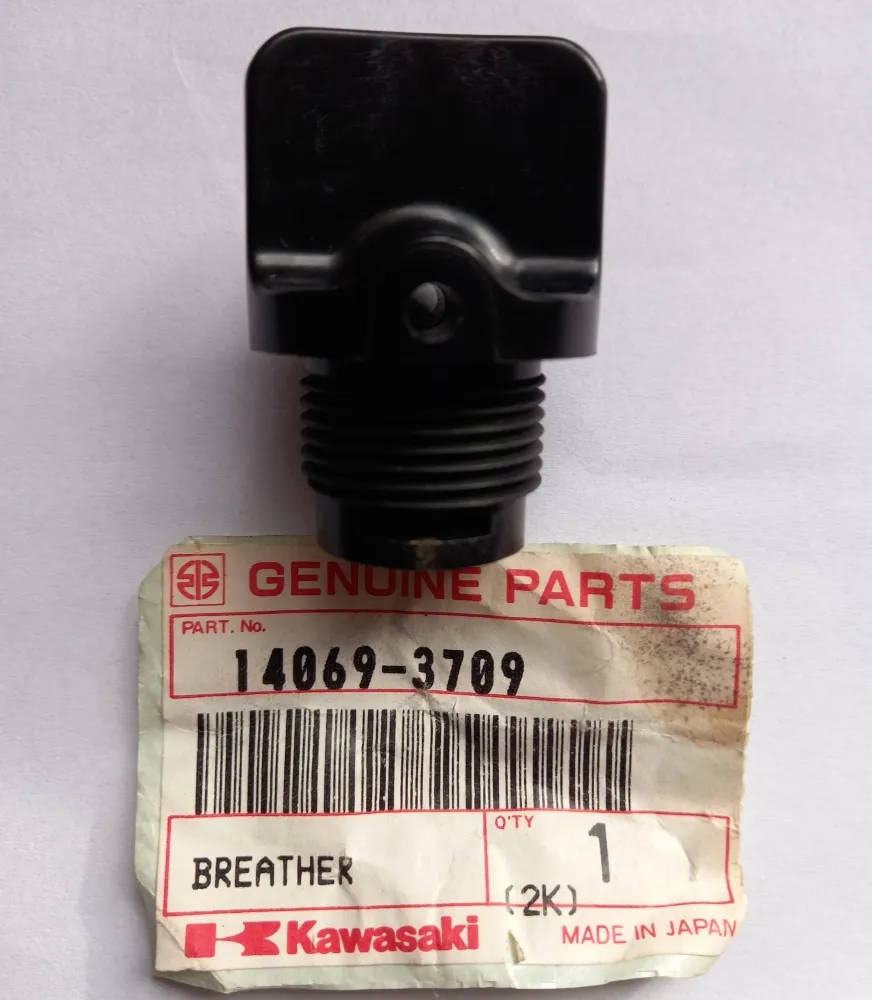 GENUINE PARTS
PART. No.
14069-3709
Q'TY
BREATHER
1
(2K)
Kawasaki
MADE IN JAPAN